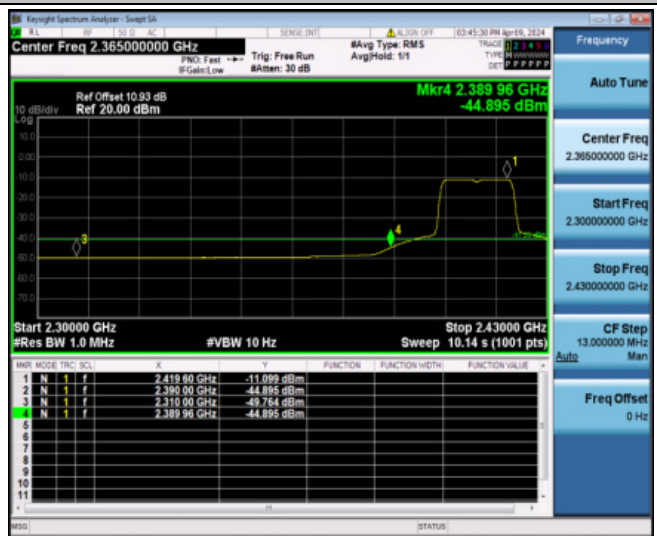 Keysight Spectrum Analyzer - Swept SA
RL RF 50 Ω AC SENSE:INT ALIGN OFF 03:45:30 PM Apr 09, 2024
Center Freq 2.365000000 GHz
PNO: Fast
IFGain:Low
Trig: Free Run
#Atten: 30 dB
#Avg Type: RMS
Avg|Hold: 1/1
TRACE 1 2 3 4 5 6
TYPE M W W W W W
DET P P P P P P
Frequency
Auto Tune
Center Freq
2.365000000 GHz
Start Freq
2.300000000 GHz
Stop Freq
2.430000000 GHz
CF Step
13.000000 MHz
Auto Man
Freq Offset
0 Hz
Mkr4 2.389 96 GHz
-44.895 dBm
Ref Offset 10.93 dB
10 dB/div Ref 20.00 dBm
Log
10.0
0.00
-10.0
-20.0
-30.0
-40.0
-50.0
-60.0
-70.0
1
3
4
Start 2.30000 GHz Stop 2.43000 GHz
#Res BW 1.0 MHz #VBW 10 Hz Sweep 10.14 s (1001 pts)
MKR MODE TRC SCL X Y FUNCTION FUNCTION WIDTH FUNCTION VALUE
1 N 1 f 2.419 60 GHz -11.099 dBm
2 N 1 f 2.390 00 GHz -44.895 dBm
3 N 1 f 2.310 00 GHz -49.764 dBm
4 N 1 f 2.389 96 GHz -44.895 dBm
5
6
7
8
9
10
11
MSG STATUS